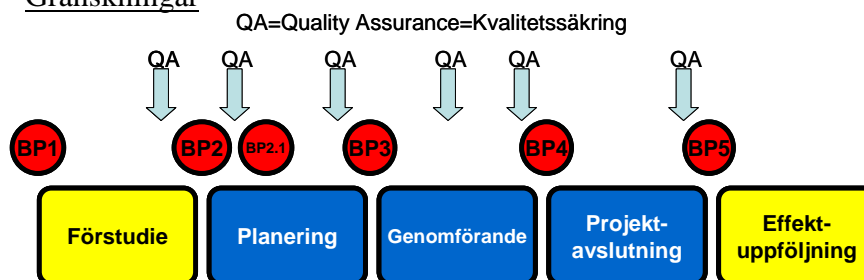 Granskningar
QA=Quality Assurance=Kvalitetssäkring
QA QA QA QA QA QA
BP1 BP2 BP2.1 BP3 BP4 BP5
Förstudie
Planering
Genomförande
Projekt-
avslutning
Effekt-
uppföljning